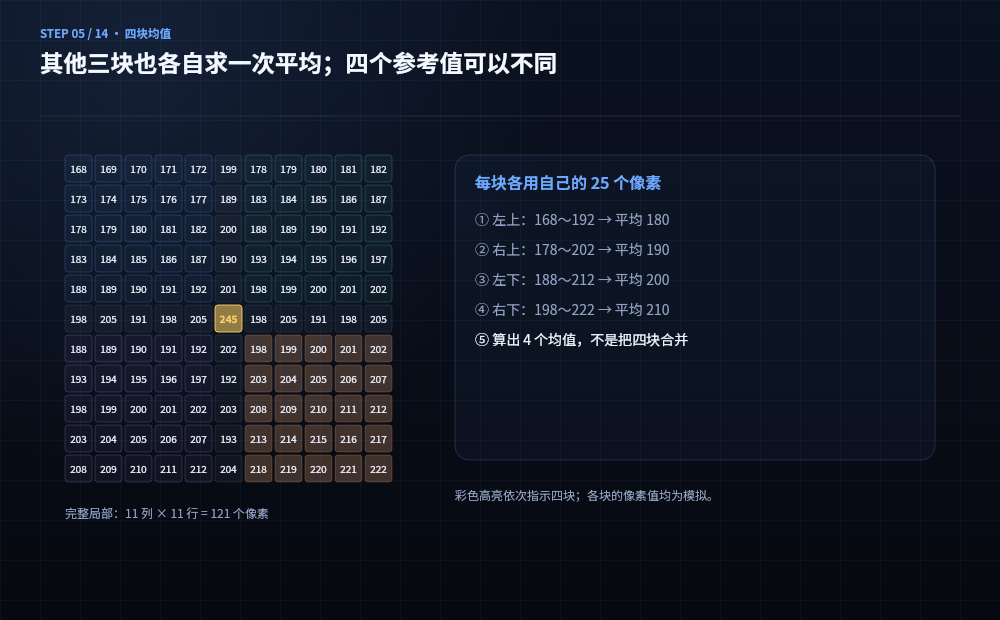 STEP 05 / 14 · 四块均值
其他三块也各自求一次平均；四个参考值可以不同
168 169 170 171 172 199 178 179 180 181 182
173 174 175 176 177 189 183 184 185 186 187
178 179 180 181 182 200 188 189 190 191 192
183 184 185 186 187 190 193 194 195 196 197
188 189 190 191 192 201 198 199 200 201 202
198 205 191 198 205 245 198 205 191 198 205
188 189 190 191 192 202 198 199 200 201 202
193 194 195 196 197 192 203 204 205 206 207
198 199 200 201 202 203 208 209 210 211 212
203 204 205 206 207 193 213 214 215 216 217
208 209 210 211 212 204 218 219 220 221 222
完整局部：11 列 × 11 行 = 121 个像素
每块各用自己的 25 个像素
① 左上：168～192 → 平均 180
② 右上：178～202 → 平均 190
③ 左下：188～212 → 平均 200
④ 右下：198～222 → 平均 210
⑤ 算出 4 个均值，不是把四块合并
彩色高亮依次指示四块；各块的像素值均为模拟。